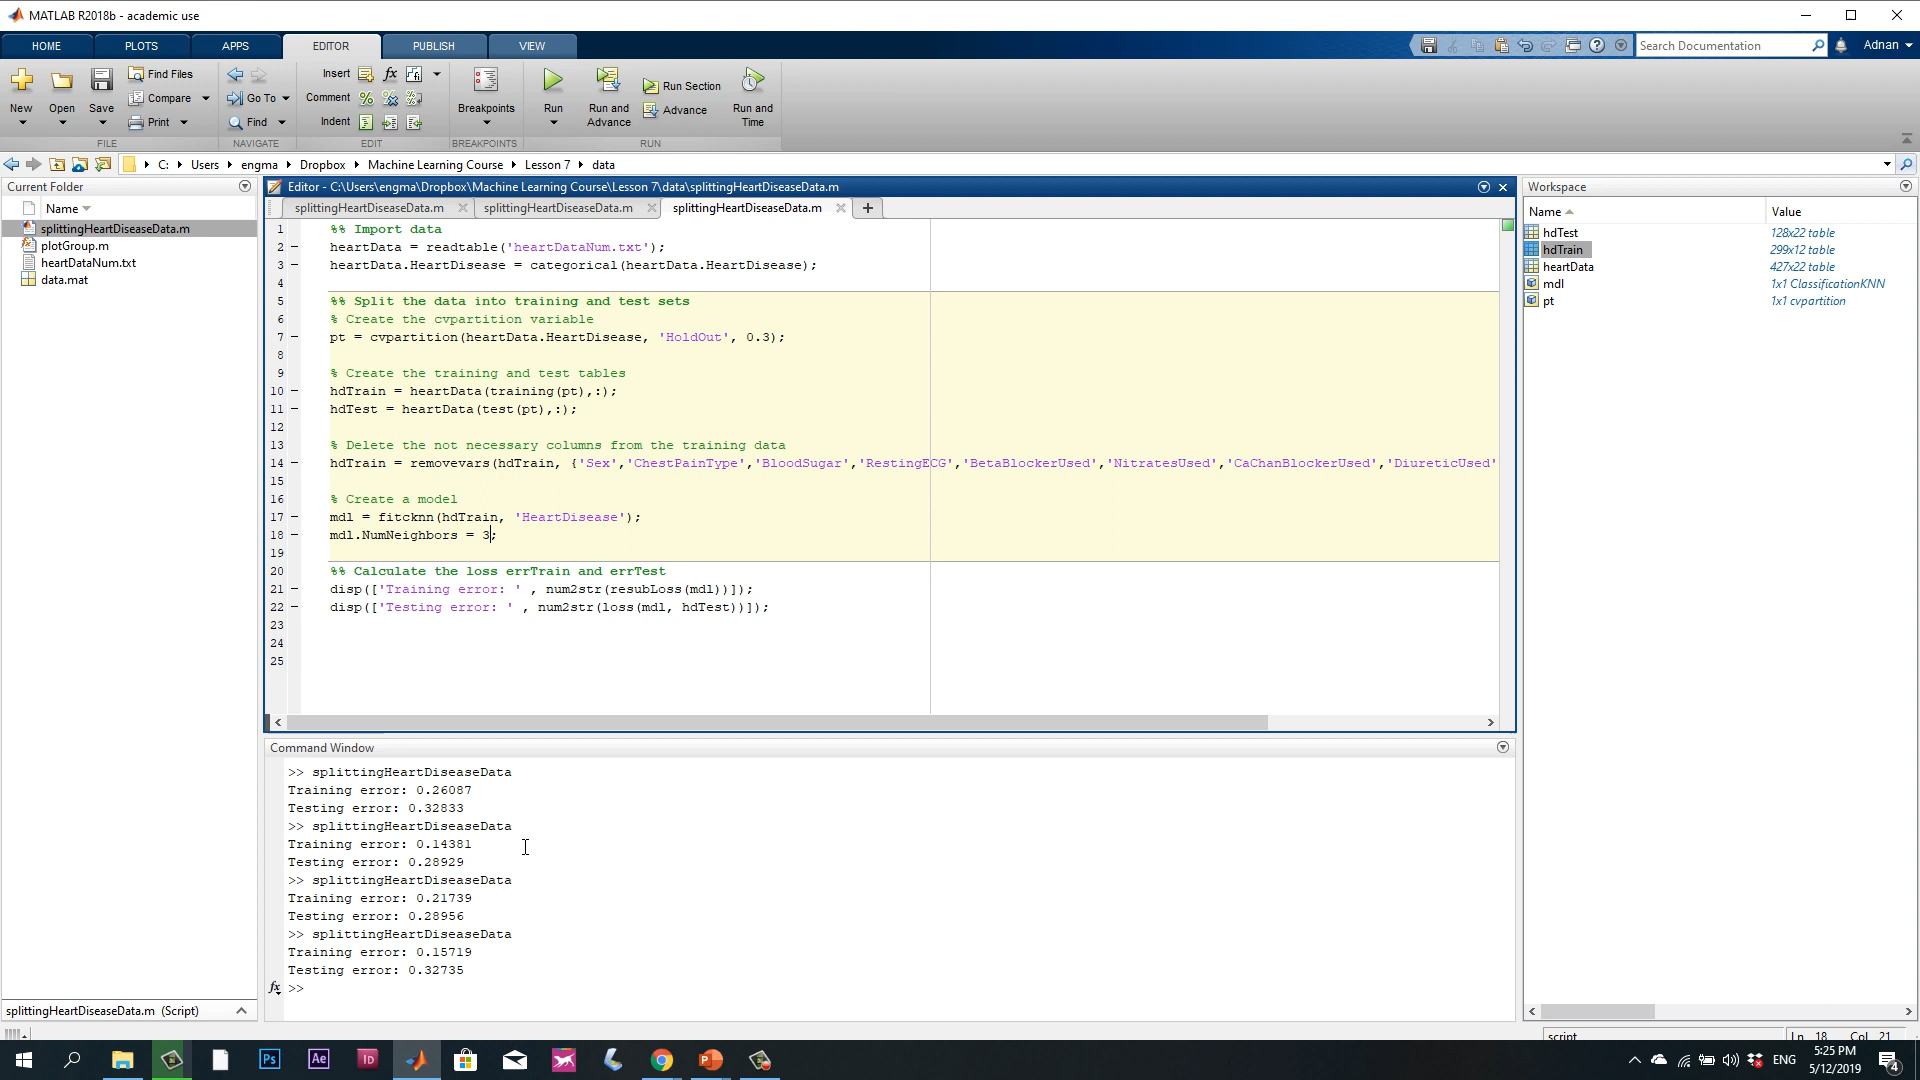 MATLAB R2018b - academic use
HOME PLOTS APPS EDITOR PUBLISH VIEW
Search Documentation Adnan
New Open Save Find Files Compare Print
Go To Find
Insert fx Comment Indent
Breakpoints Run Run and Advance Run Section Advance Run and Time
FILE NAVIGATE EDIT BREAKPOINTS RUN
C: Users engma Dropbox Machine Learning Course Lesson 7 data
Current Folder
Name
splittingHeartDiseaseData.m
plotGroup.m
heartDataNum.txt
data.mat
splittingHeartDiseaseData.m (Script)
Editor - C:\Users\engma\Dropbox\Machine Learning Course\Lesson 7\data\splittingHeartDiseaseData.m
splittingHeartDiseaseData.m splittingHeartDiseaseData.m splittingHeartDiseaseData.m
1 %% Import data
2 heartData = readtable('heartDataNum.txt');
3 heartData.HeartDisease = categorical(heartData.HeartDisease);
4
5 %% Split the data into training and test sets
6 % Create the cvpartition variable
7 pt = cvpartition(heartData.HeartDisease, 'HoldOut', 0.3);
8
9 % Create the training and test tables
10 hdTrain = heartData(training(pt),:);
11 hdTest = heartData(test(pt),:);
12
13 % Delete the not necessary columns from the training data
14 hdTrain = removevars(hdTrain, {'Sex','ChestPainType','BloodSugar','RestingECG','BetaBlockerUsed','NitratesUsed','CaChanBlockerUsed','DiureticUsed'
15
16 % Create a model
17 mdl = fitcknn(hdTrain, 'HeartDisease');
18 mdl.NumNeighbors = 3;
19
20 %% Calculate the loss errTrain and errTest
21 disp(['Training error: ' , num2str(resubLoss(mdl))]);
22 disp(['Testing error: ' , num2str(loss(mdl, hdTest))]);
23
24
25
Command Window
>> splittingHeartDiseaseData
Training error: 0.26087
Testing error: 0.32833
>> splittingHeartDiseaseData
Training error: 0.14381
Testing error: 0.28929
>> splittingHeartDiseaseData
Training error: 0.21739
Testing error: 0.28956
>> splittingHeartDiseaseData
Training error: 0.15719
Testing error: 0.32735
fx >>
Workspace
Name Value
hdTest 128x22 table
hdTrain 299x12 table
heartData 427x22 table
mdl 1x1 ClassificationKNN
pt 1x1 cvpartition
script Ln 18 Col 21
Ps Ae Id
ENG 5:25 PM
5/12/2019
4